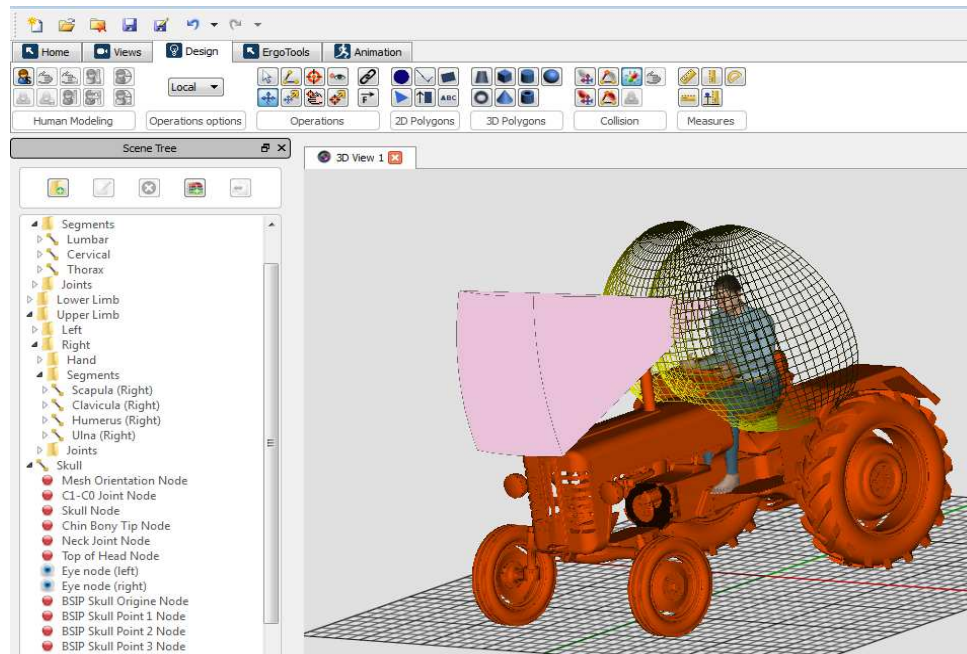 Home Views Design ErgoTools Animation
Local
F
ABC
Human Modeling Operations options Operations 2D Polygons 3D Polygons Collision Measures
Scene Tree
3D View 1
Segments
Lumbar
Cervical
Thorax
Joints
Lower Limb
Upper Limb
Left
Right
Hand
Segments
Scapula (Right)
Clavicula (Right)
Humerus (Right)
Ulna (Right)
Joints
Skull
Mesh Orientation Node
C1-C0 Joint Node
Skull Node
Chin Bony Tip Node
Neck Joint Node
Top of Head Node
Eye node (left)
Eye node (right)
BSIP Skull Origine Node
BSIP Skull Point 1 Node
BSIP Skull Point 2 Node
BSIP Skull Point 3 Node